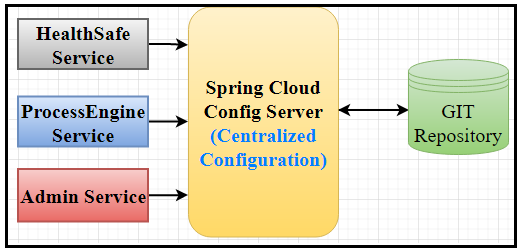 HealthSafe
Service
ProcessEngine
Service
Admin Service
Spring Cloud
Config Server
(Centralized
Configuration)
GIT
Repository